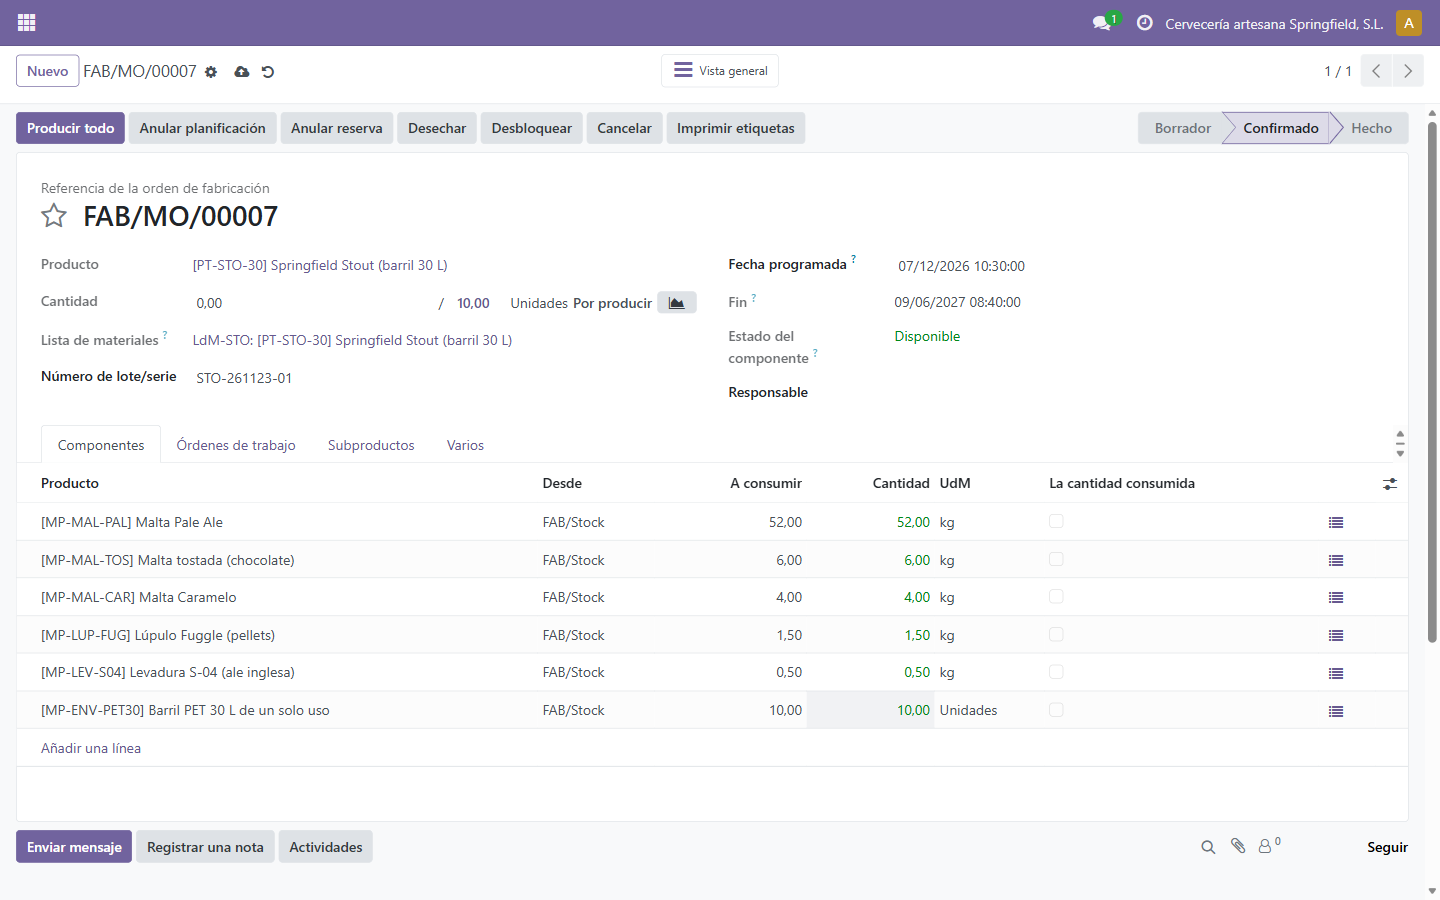 1
Cervecería artesana Springfield, S.L.
A
Nuevo
FAB/MO/00007
Vista general
1 / 1
Producir todo
Anular planificación
Anular reserva
Desechar
Desbloquear
Cancelar
Imprimir etiquetas
Borrador
Confirmado
Hecho
Referencia de la orden de fabricación
FAB/MO/00007
Producto
[PT-STO-30] Springfield Stout (barril 30 L)
Cantidad
0,00 / 10,00 Unidades Por producir
Lista de materiales ?
LdM-STO: [PT-STO-30] Springfield Stout (barril 30 L)
Número de lote/serie
STO-261123-01
Fecha programada ?
07/12/2026 10:30:00
Fin ?
09/06/2027 08:40:00
Estado del
componente ?
Disponible
Responsable
Componentes
Órdenes de trabajo
Subproductos
Varios
Producto Desde A consumir Cantidad UdM La cantidad consumida
[MP-MAL-PAL] Malta Pale Ale FAB/Stock 52,00 52,00 kg
[MP-MAL-TOS] Malta tostada (chocolate) FAB/Stock 6,00 6,00 kg
[MP-MAL-CAR] Malta Caramelo FAB/Stock 4,00 4,00 kg
[MP-LUP-FUG] Lúpulo Fuggle (pellets) FAB/Stock 1,50 1,50 kg
[MP-LEV-S04] Levadura S-04 (ale inglesa) FAB/Stock 0,50 0,50 kg
[MP-ENV-PET30] Barril PET 30 L de un solo uso FAB/Stock 10,00 10,00 Unidades
Añadir una línea
Enviar mensaje
Registrar una nota
Actividades
0
Seguir